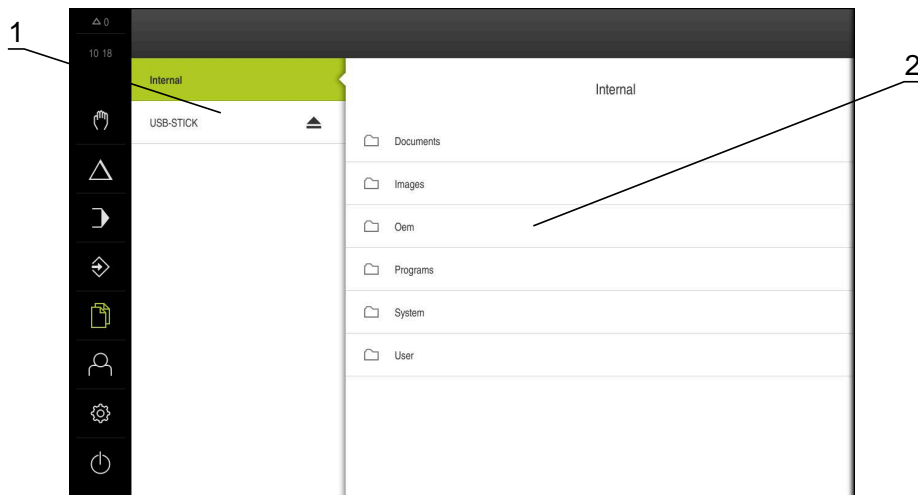 1
△ 0
10 18
2
Internal
USB-STICK
Internal
Documents
Images
Oem
Programs
System
User